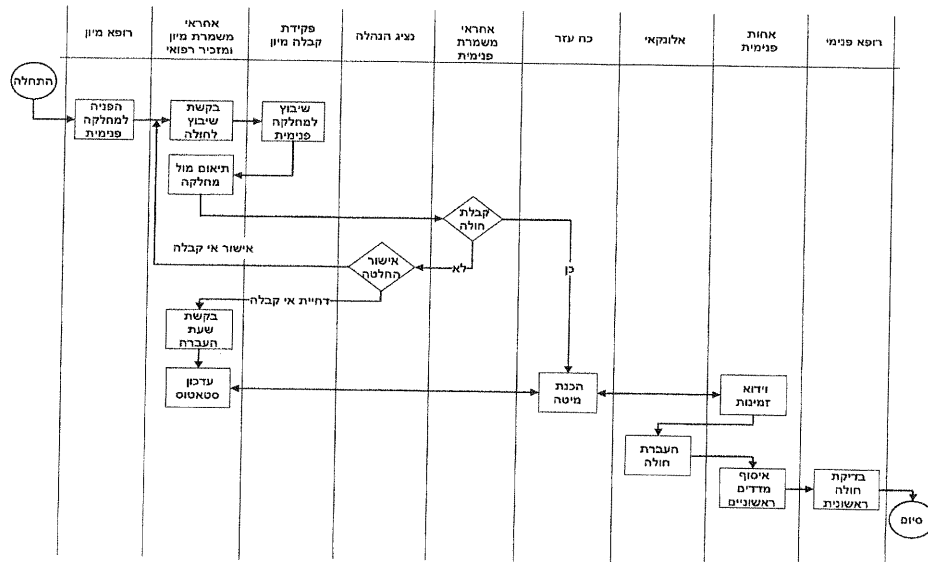 רופא מיון
אחראי
משמרת מיון
ומזכיר רפואי
פקידת
קבלה מיון
נציג הנהלה
אחראי
משמרת
פנימית
כח עזר
אלונקאי
אחות
פנימית
רופא פנימי
התחלה
הפניה
למחלקה
פנימית
בקשת
שיבוץ
לחולה
שיבוץ
למחלקה
פנימית
תיאום מול
מחלקה
קבלת
חולה
אישור אי קבלה
אישור
החלטה
לא
כן
דחיית אי קבלה
בקשת
שעת
העברה
עדכון
סטאטוס
הכנת
מיטה
וידוא
זמינות
העברת
חולה
איסוף
מדדים
ראשוניים
בדיקת
חולה
ראשונית
סיום